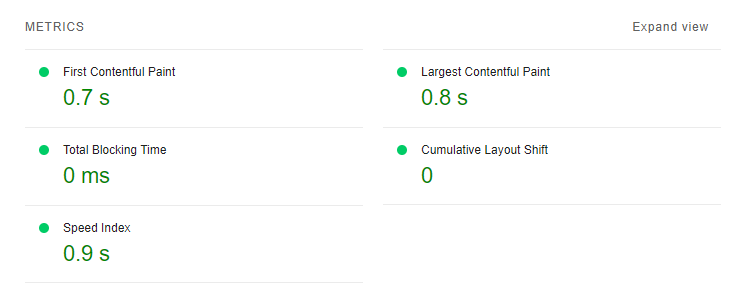 METRICS
Expand view
First Contentful Paint
0.7 s
Largest Contentful Paint
0.8 s
Total Blocking Time
0 ms
Cumulative Layout Shift
0
Speed Index
0.9 s